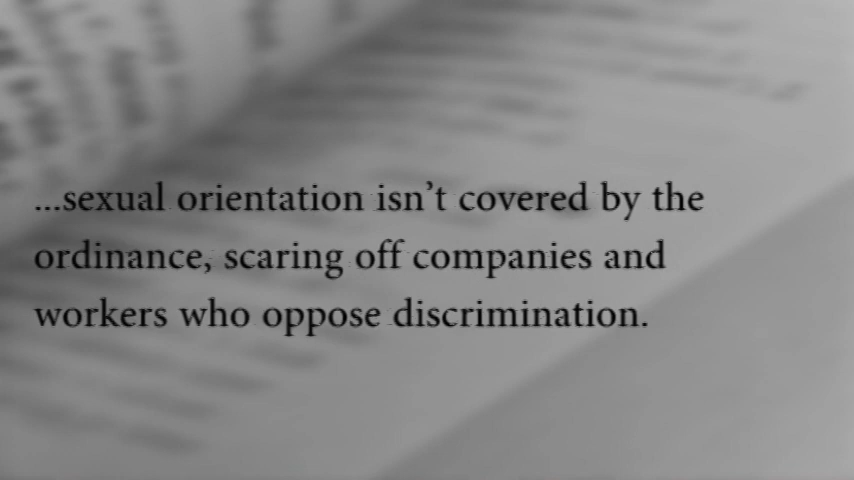 ...sexual orientation isn’t covered by the
ordinance, scaring off companies and
workers who oppose discrimination.